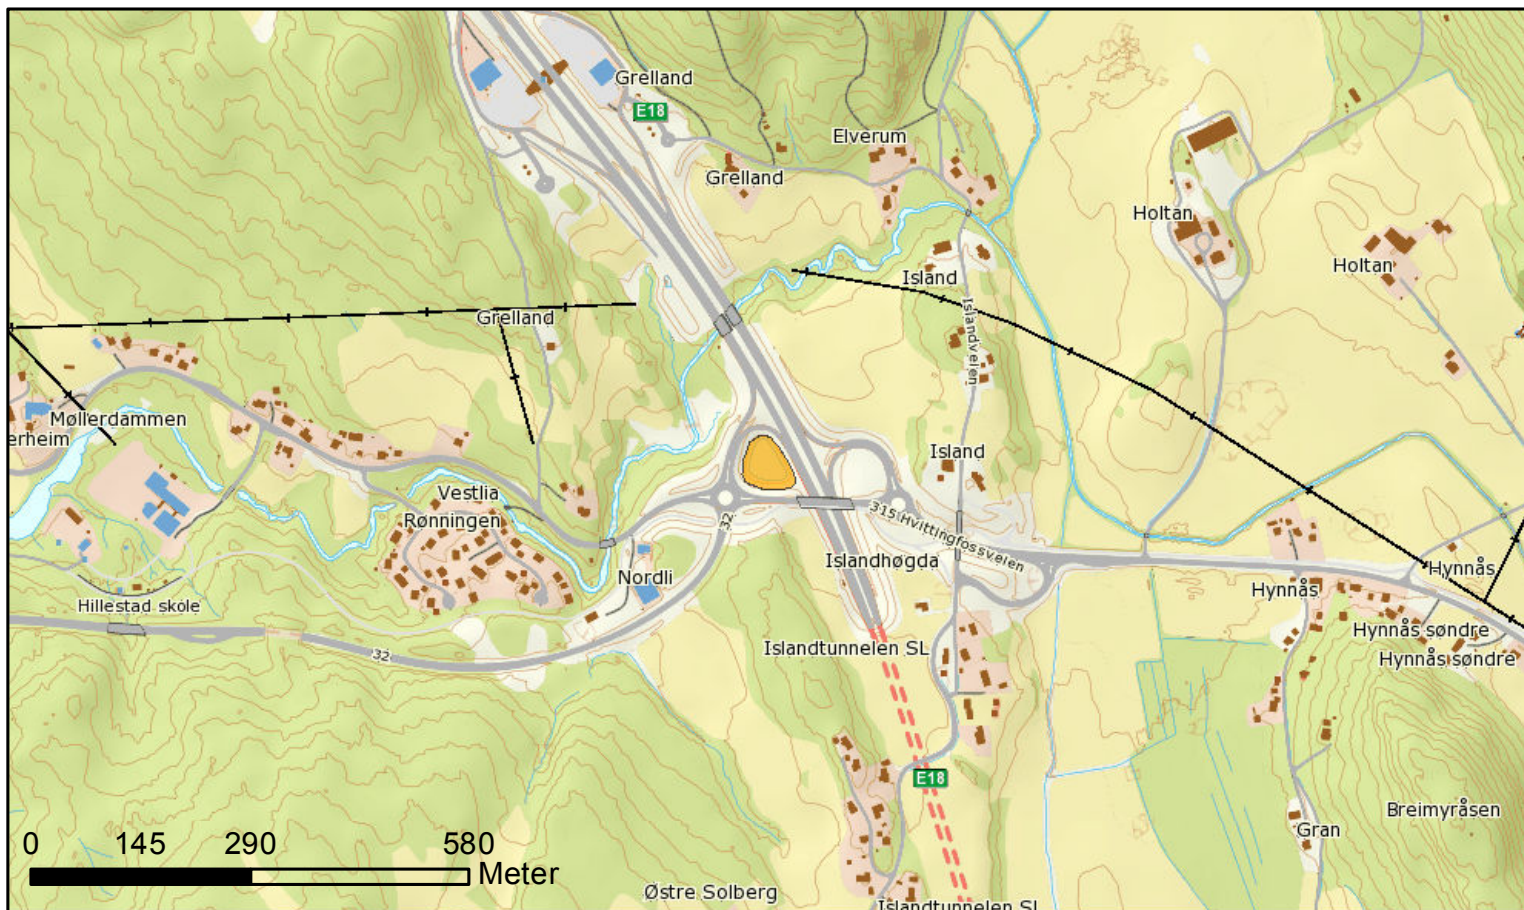 Grelland
E18
Elverum
Grelland
Holtan
Holtan
Island
Grelland
Islandveien
Møllerdammen
erheim
Island
Vestlia
Rønningen
32
315 Hvittingfossveien
Islandhøgda
Nordli
Hynnås
Hynnås
Hillestad skole
Hynnås søndre
32
Islandtunnelen SL
Hynnås søndre
E18
Breimyråsen
Gran
0 145 290 580
Meter
Østre Solberg
Islandtunnelen SL